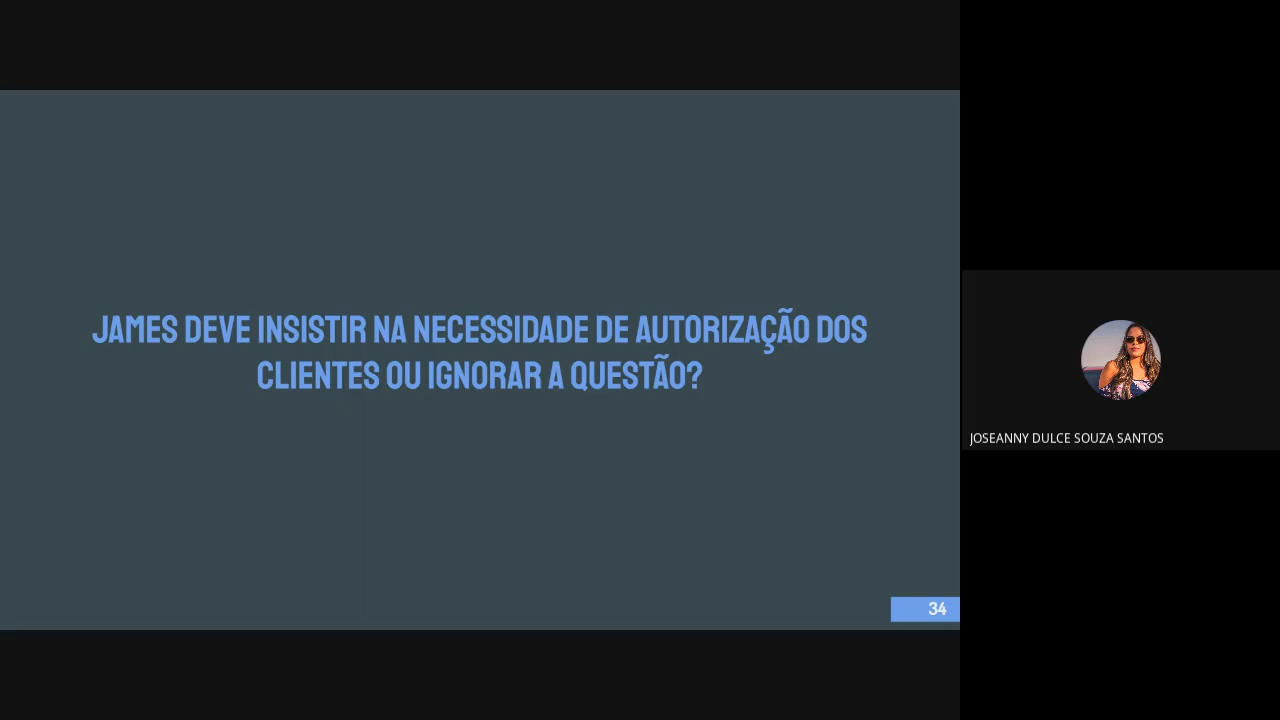 JAMES DEVE INSISTIR NA NECESSIDADE DE AUTORIZAÇÃO DOS
CLIENTES OU IGNORAR A QUESTÃO?
JOSEANNY DULCE SOUZA SANTOS
34